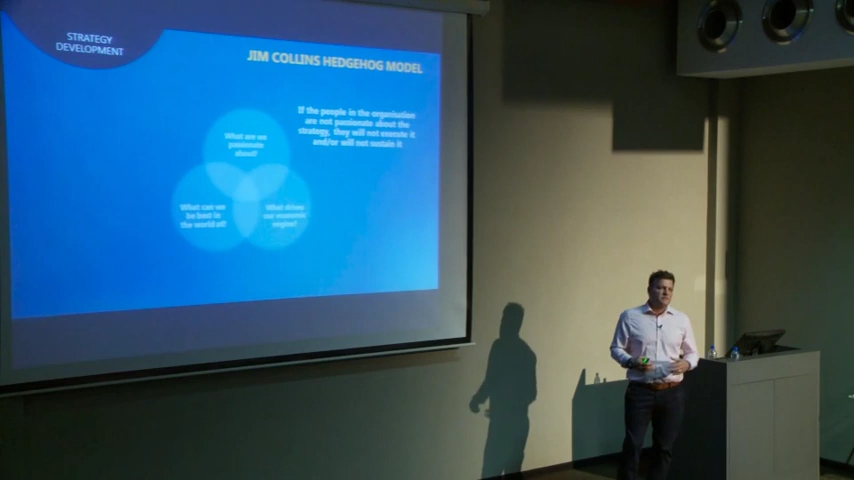 STRATEGY
DEVELOPMENT
JIM COLLINS HEDGEHOG MODEL
If the people in the organisation
are not passionate about the
strategy, they will not execute it
and/or will not sustain it
What are we
passionate
about?
What can we
be best in
the world at?
What drives
our economic
engine?